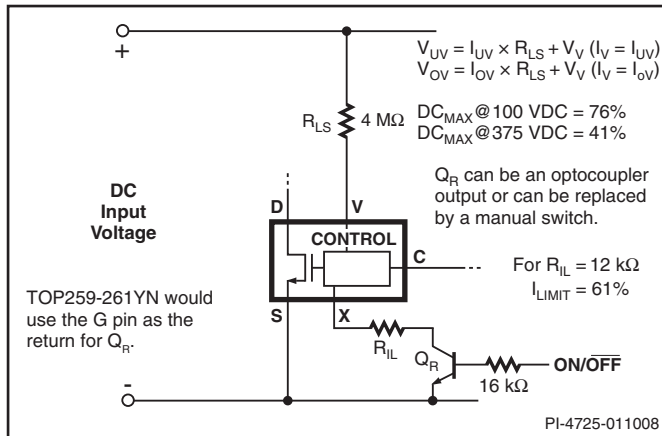 +
V_UV = I_UV × R_LS + V_V (I_V = I_UV)
V_OV = I_OV × R_LS + V_V (I_V = I_oV)
R_LS
4 MΩ
DC_MAX@100 VDC = 76%
DC_MAX@375 VDC = 41%
Q_R can be an optocoupler
output or can be replaced
by a manual switch.
DC
Input
Voltage
D
V
CONTROL
C
For R_IL = 12 kΩ
I_LIMIT = 61%
TOP259-261YN would
use the G pin as the
return for Q_R.
S
X
R_IL
Q_R
ON/O̅F̅F̅
16 kΩ
-
PI-4725-011008